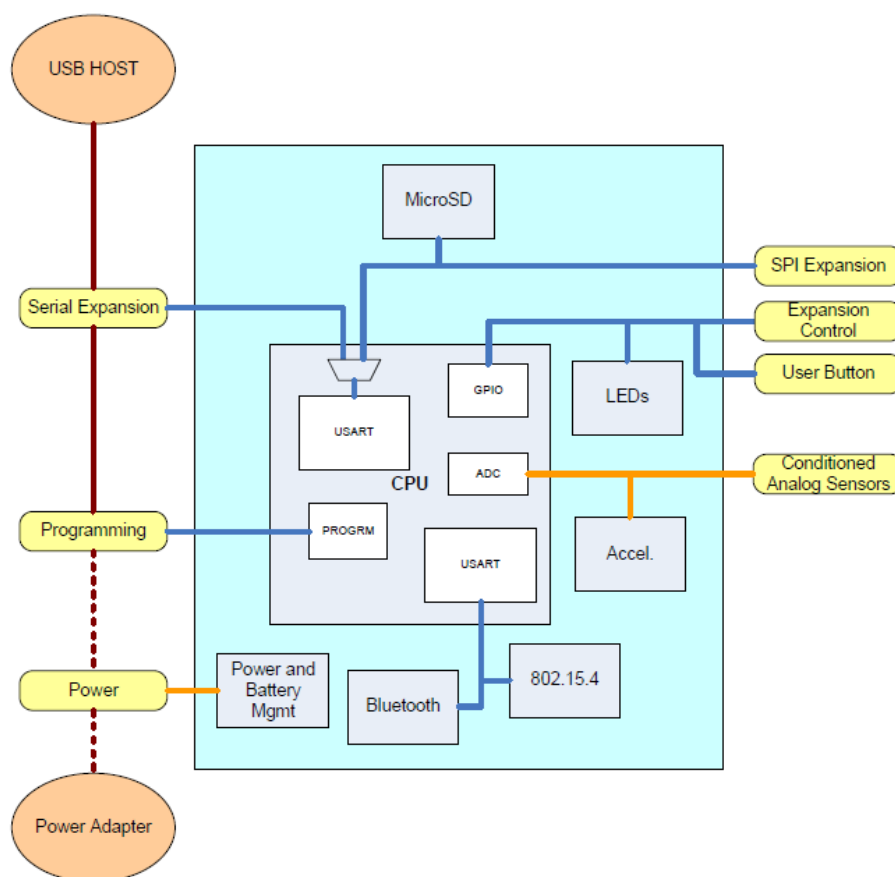 USB HOST
MicroSD
SPI Expansion
Serial Expansion
Expansion
Control
GPIO
User Button
LEDs
USART
CPU
ADC
Conditioned
Analog Sensors
Programming
PROGRM
Accel.
USART
Power
Power and
Battery
Mgmt
Bluetooth
802.15.4
Power Adapter